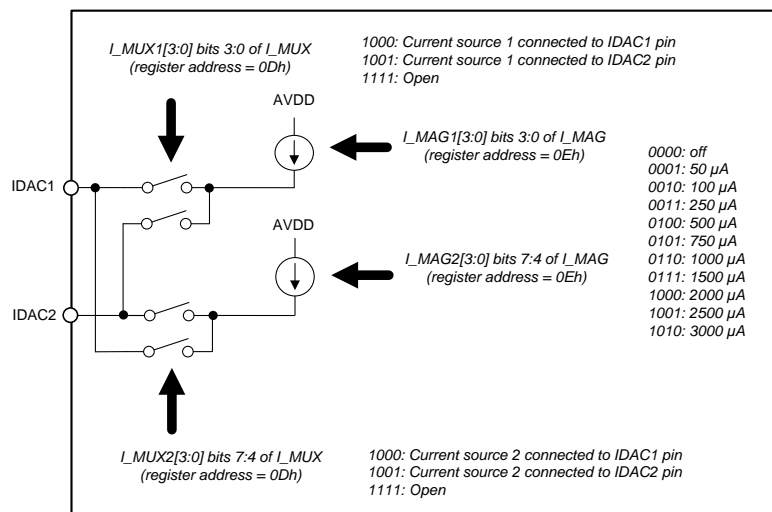 I_MUX1[3:0] bits 3:0 of I_MUX
(register address = 0Dh)
1000: Current source 1 connected to IDAC1 pin
1001: Current source 1 connected to IDAC2 pin
1111: Open
AVDD
I_MAG1[3:0] bits 3:0 of I_MAG
(register address = 0Eh)
IDAC1
AVDD
I_MAG2[3:0] bits 7:4 of I_MAG
(register address = 0Eh)
IDAC2
0000: off
0001: 50 µA
0010: 100 µA
0011: 250 µA
0100: 500 µA
0101: 750 µA
0110: 1000 µA
0111: 1500 µA
1000: 2000 µA
1001: 2500 µA
1010: 3000 µA
I_MUX2[3:0] bits 7:4 of I_MUX
(register address = 0Dh)
1000: Current source 2 connected to IDAC1 pin
1001: Current source 2 connected to IDAC2 pin
1111: Open